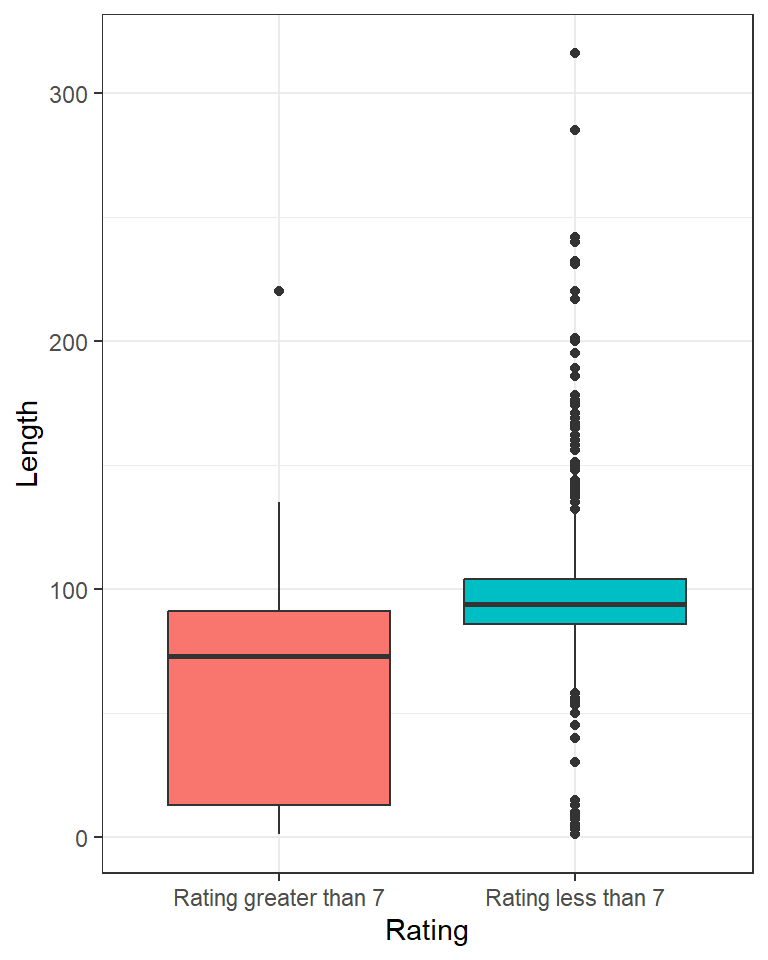 300
200
100
0
Length
Rating greater than 7
Rating less than 7
Rating